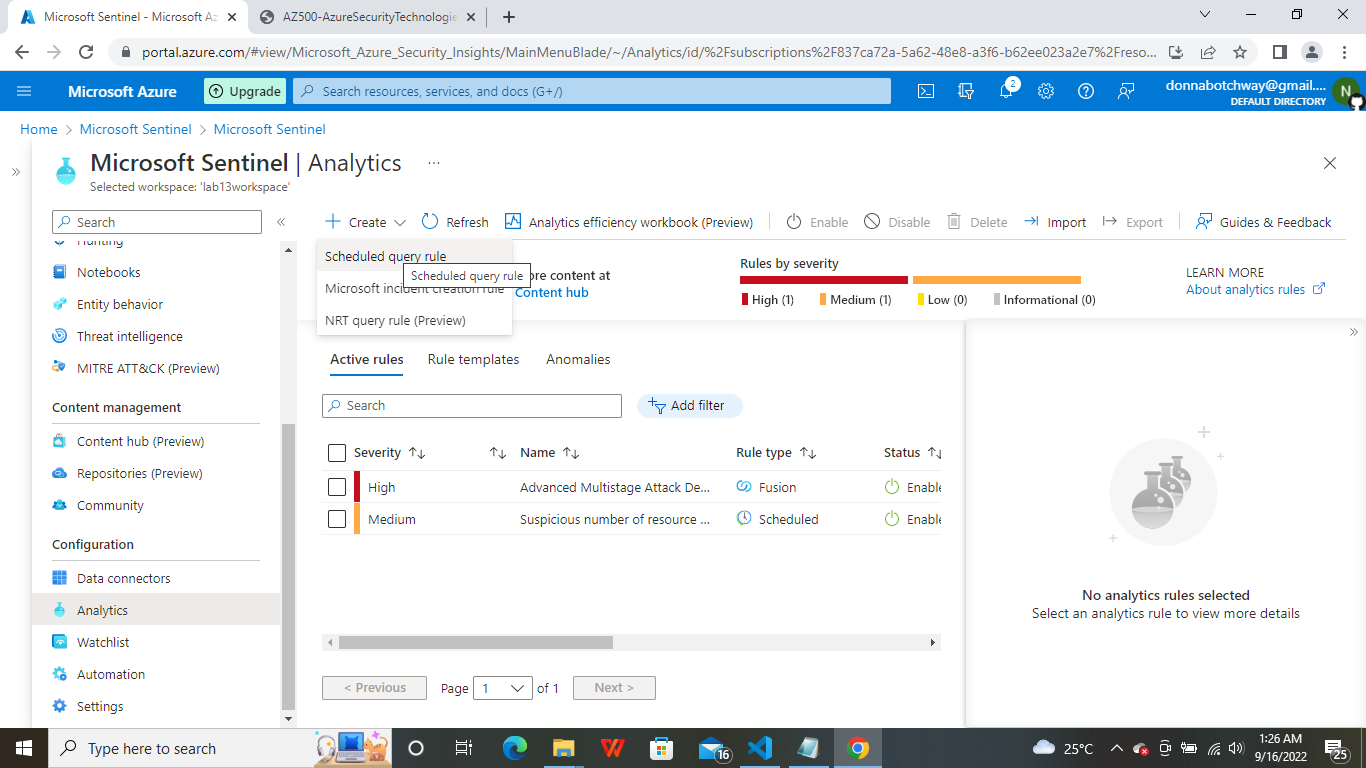 Microsoft Sentinel - Microsoft Az
AZ500-AzureSecurityTechnologie
portal.azure.com/#view/Microsoft_Azure_Security_Insights/MainMenuBlade/~/Analytics/id/%2Fsubscriptions%2F837ca72a-5a62-48e8-a3f6-b62ee023a2e7%2Freso...
Microsoft Azure
Upgrade
Search resources, services, and docs (G+/)
2
donnabotchway@gmail....
DEFAULT DIRECTORY
N
Home > Microsoft Sentinel > Microsoft Sentinel
Microsoft Sentinel | Analytics ...
Selected workspace: 'lab13workspace'
Search
Create
Refresh
Analytics efficiency workbook (Preview)
Enable
Disable
Delete
Import
Export
Guides & Feedback
Hunting
Notebooks
Entity behavior
Threat intelligence
MITRE ATT&CK (Preview)
Content management
Content hub (Preview)
Repositories (Preview)
Community
Configuration
Data connectors
Analytics
Watchlist
Automation
Settings
Scheduled query rule
Scheduled query rule
Microsoft incident creation rule
NRT query rule (Preview)
ore content at
Content hub
Rules by severity
High (1)
Medium (1)
Low (0)
Informational (0)
LEARN MORE
About analytics rules
Active rules
Rule templates
Anomalies
Search
Add filter
Severity
Name
Rule type
Status
High
Advanced Multistage Attack De...
Fusion
Enable
Medium
Suspicious number of resource ...
Scheduled
Enable
< Previous
Page
1
of 1
Next >
No analytics rules selected
Select an analytics rule to view more details
Type here to search
16
25°C
1:26 AM
9/16/2022
25